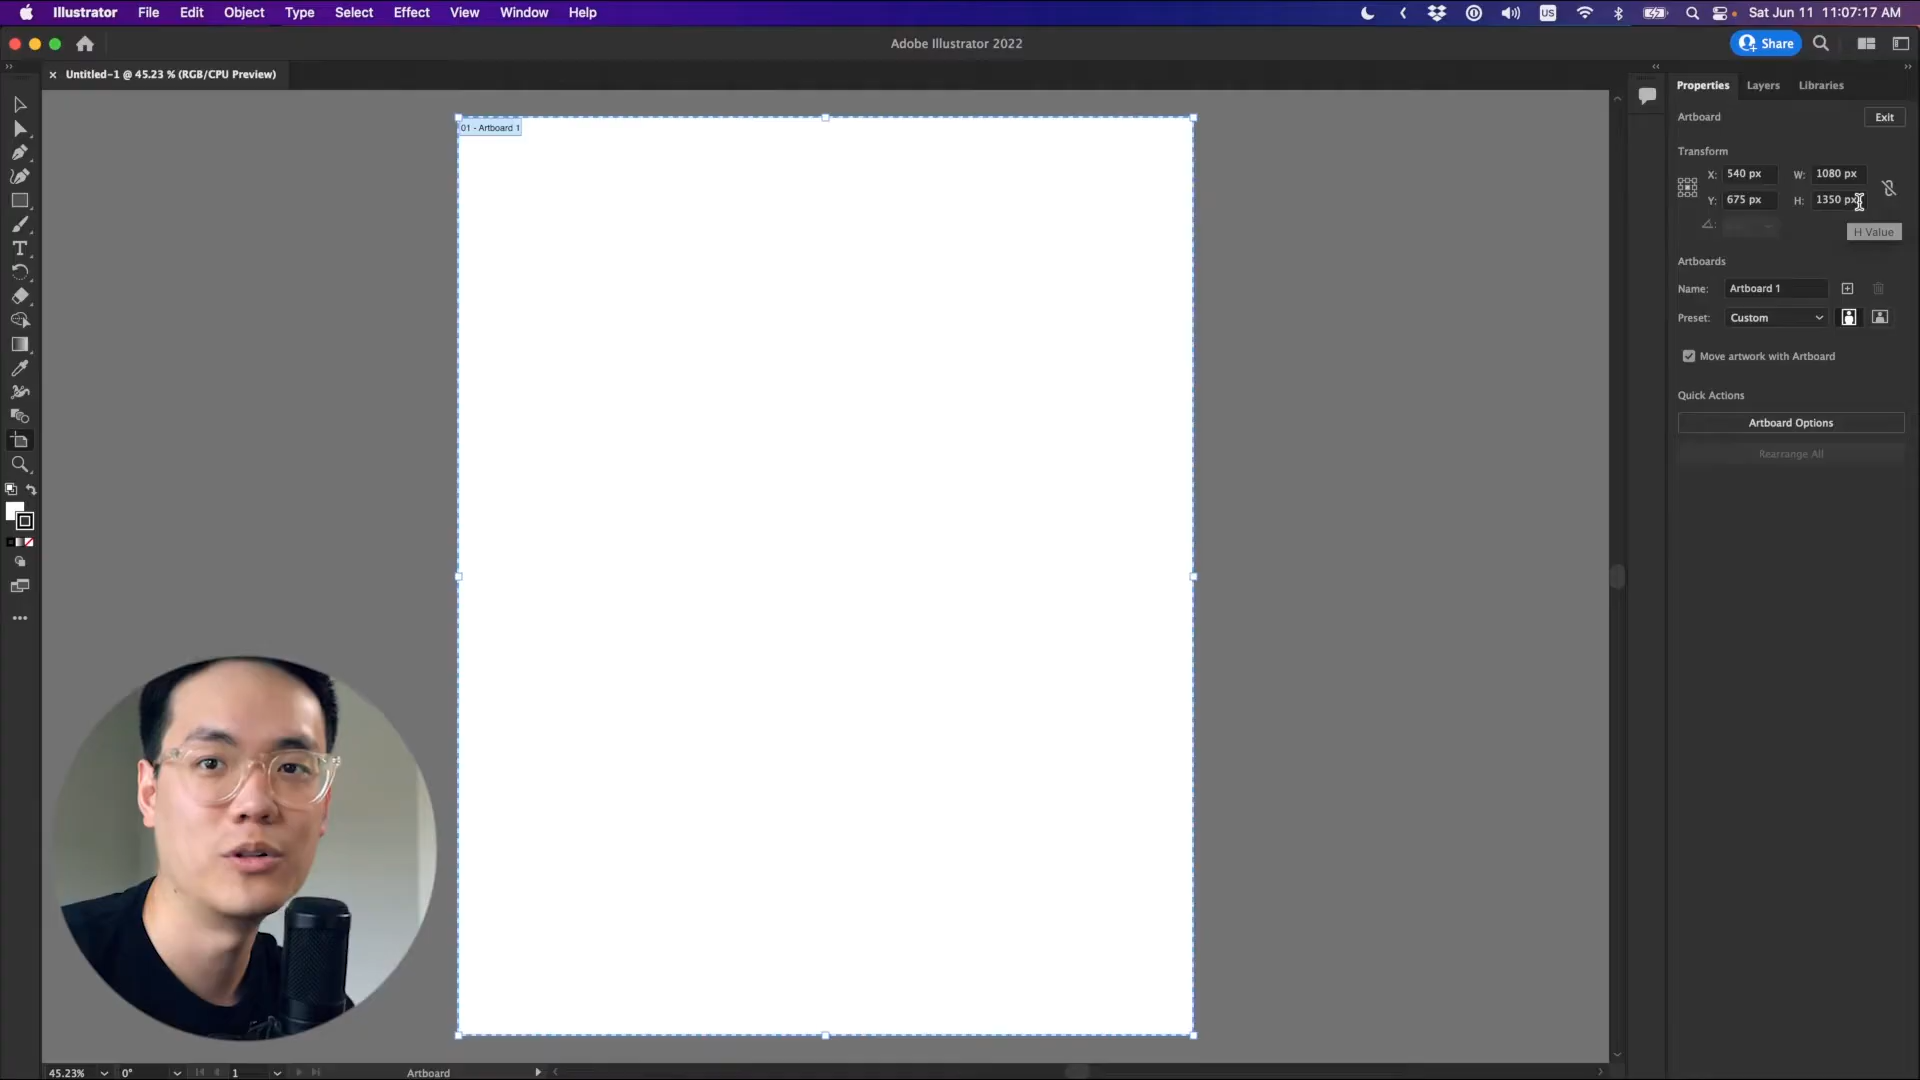 Illustrator File Edit Object Type Select Effect View Window Help
US Sat Jun 11 11:07:17 AM
Adobe Illustrator 2022
Share
Untitled-1 @ 45.23 % (RGB/CPU Preview)
Properties Layers Libraries
Artboard Exit
01 - Artboard 1
Transform
X: 540 px W: 1080 px
Y: 675 px H: 1350 px
H Value
Artboards
Name: Artboard 1
Preset: Custom
Move artwork with Artboard
Quick Actions
Artboard Options
Rearrange All
45.23% 0° 1 Artboard